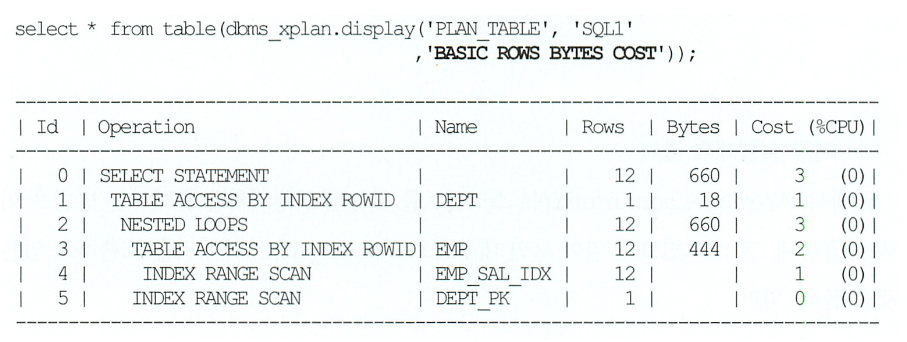 select * from table(dbms_xplan.display('PLAN_TABLE', 'SQL1'
,'BASIC ROWS BYTES COST'));
| Id | Operation | Name | Rows | Bytes | Cost (%CPU)|
| 0 | SELECT STATEMENT | | 12 | 660 | 3 (0)|
| 1 | TABLE ACCESS BY INDEX ROWID | DEPT | 1 | 18 | 1 (0)|
| 2 | NESTED LOOPS | | 12 | 660 | 3 (0)|
| 3 | TABLE ACCESS BY INDEX ROWID| EMP | 12 | 444 | 2 (0)|
| 4 | INDEX RANGE SCAN | EMP_SAL_IDX | 12 | | 1 (0)|
| 5 | INDEX RANGE SCAN | DEPT_PK | 1 | | 0 (0)|